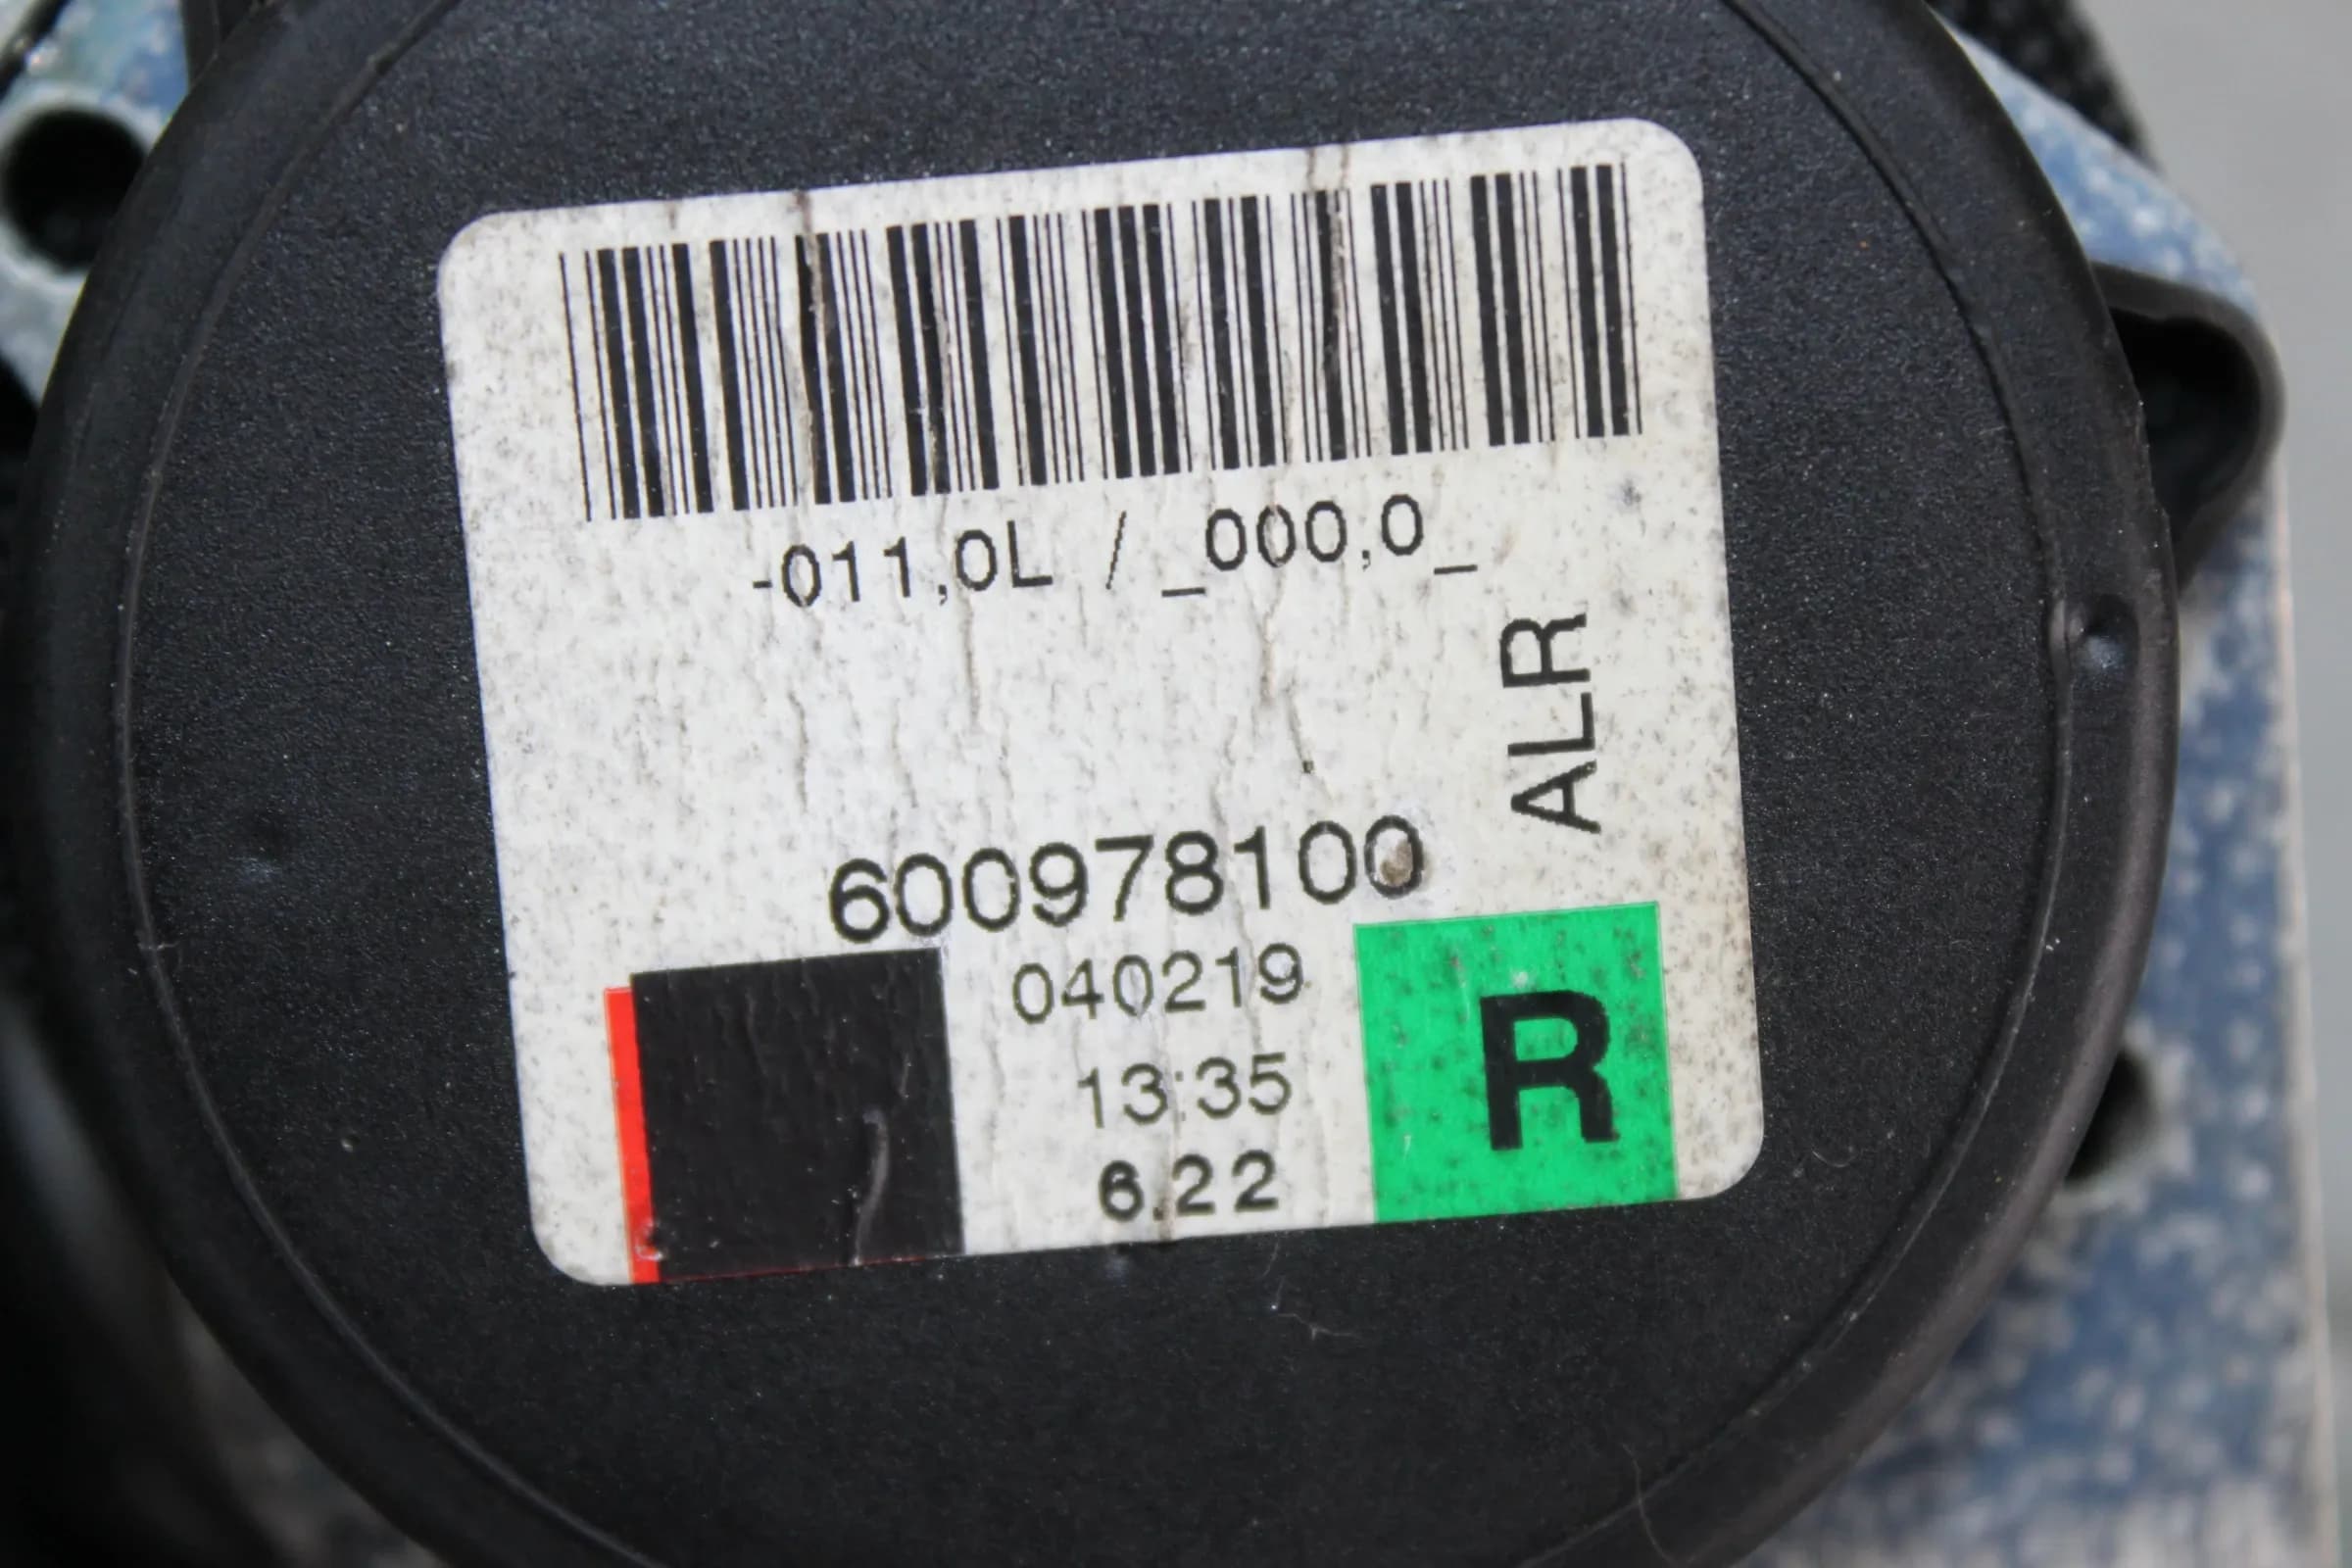 -011,0L / _000,0_
ALR
600978100
040219
13:35
6.22
R